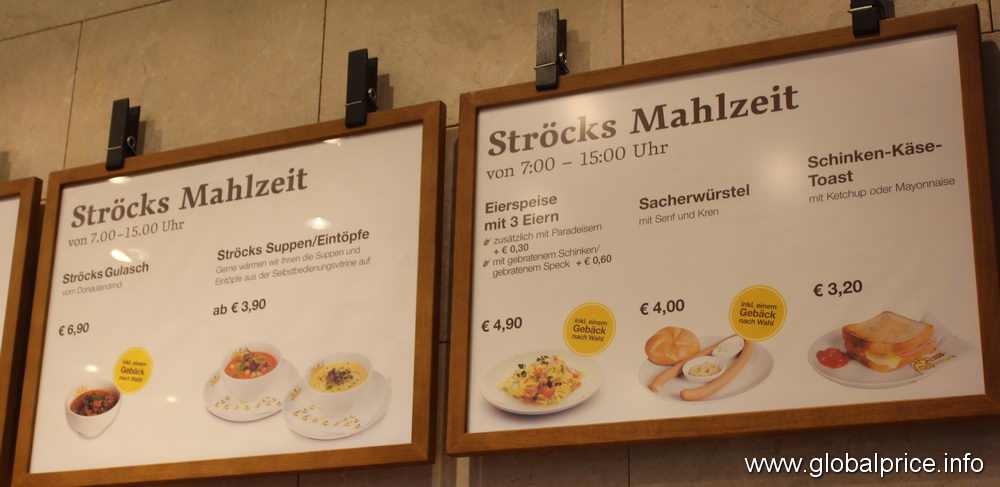 Ströcks Mahlzeit
von 7.00–15.00 Uhr
Ströcks Gulasch
vom Donaulandrind
€ 6,90
inkl. einem
Gebäck
nach Wahl
Ströcks Suppen/Eintöpfe
Gerne wärmen wir Ihnen die Suppen und
Eintöpfe aus der Selbstbedienungsvitrine auf
ab € 3,90
Ströcks Mahlzeit
von 7:00 – 15:00 Uhr
Eierspeise
mit 3 Eiern
zusätzlich mit Paradeisern
+ € 0,30
mit gebratenem Schinken/
gebratenem Speck + € 0,60
€ 4,90
inkl. einem
Gebäck
nach Wahl
Sacherwürstel
mit Senf und Kren
€ 4,00
inkl. einem
Gebäck
nach Wahl
Schinken-Käse-
Toast
mit Ketchup oder Mayonnaise
€ 3,20
www.globalprice.info